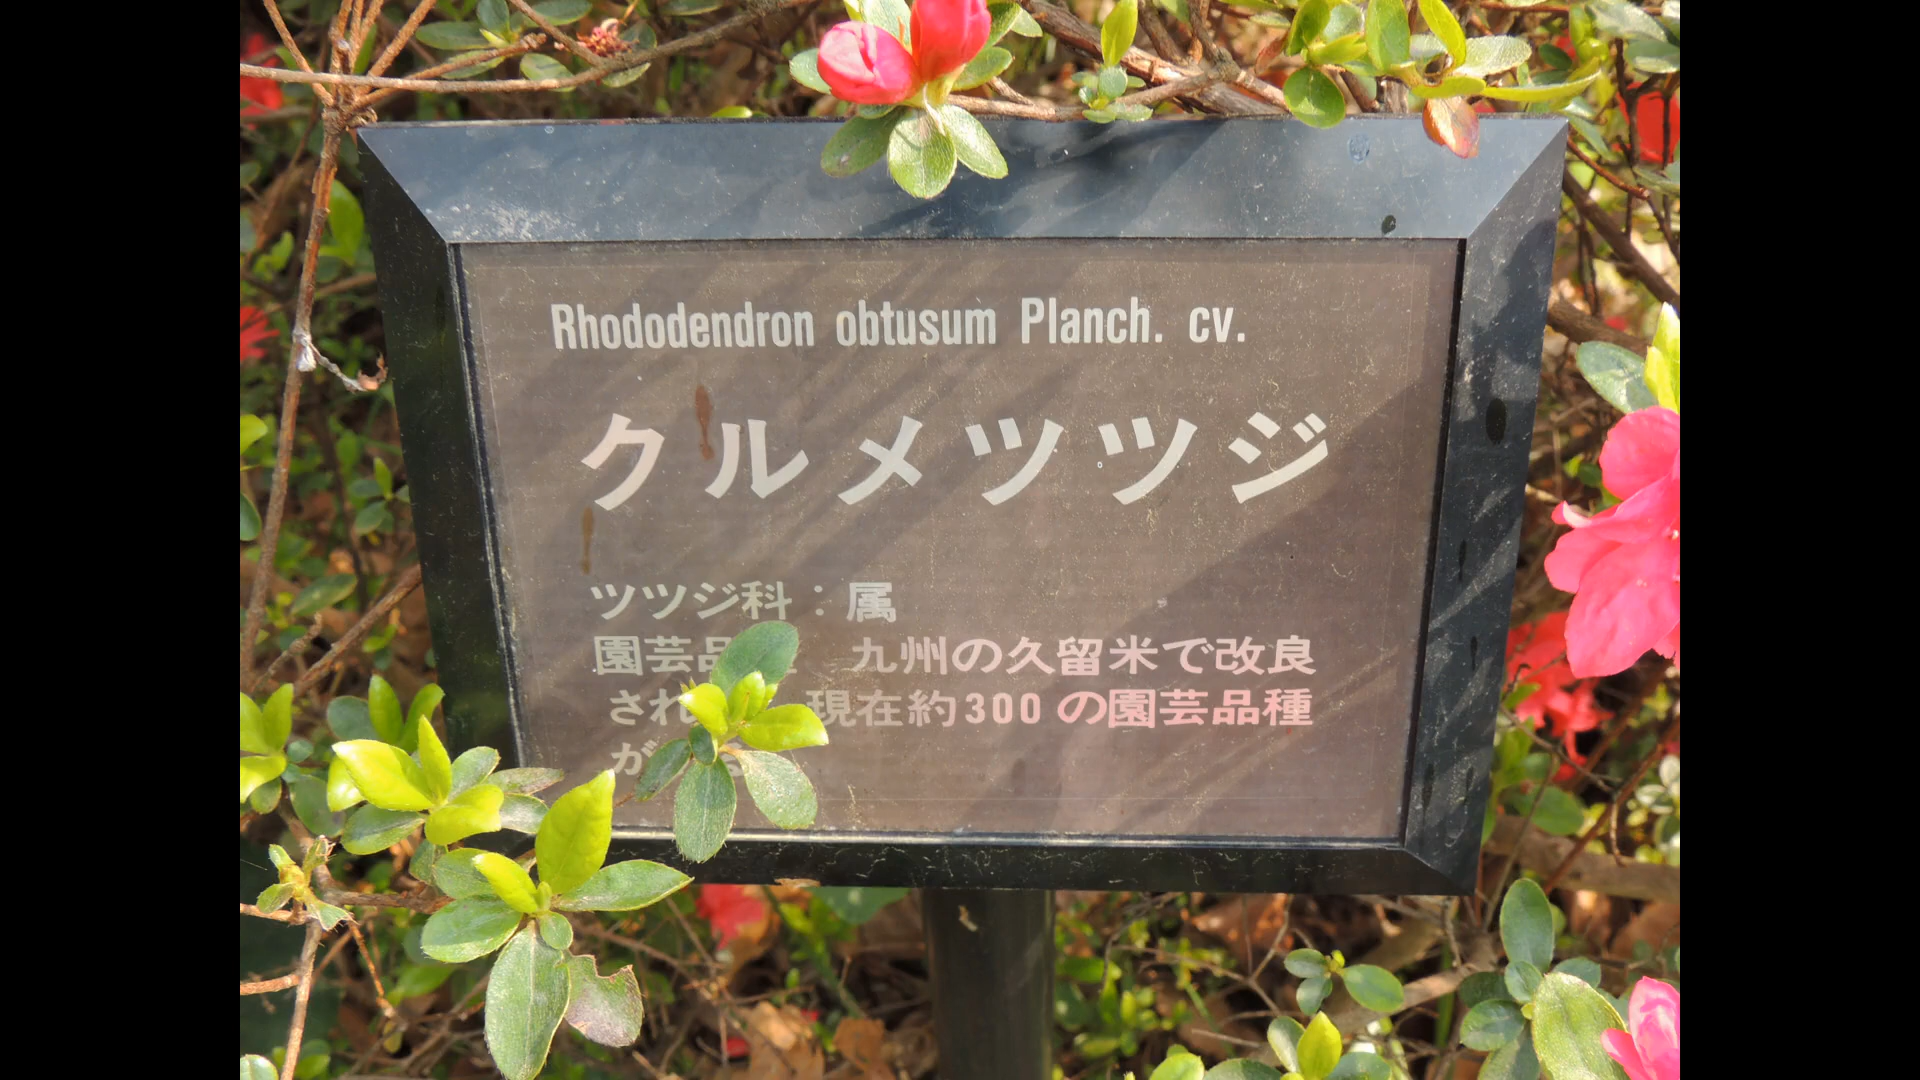 Rhododendron obtusum Planch. cv.
クルメツツジ
ツツジ科：属
園芸品 九州の久留米で改良
され 現在約300の園芸品種
が る